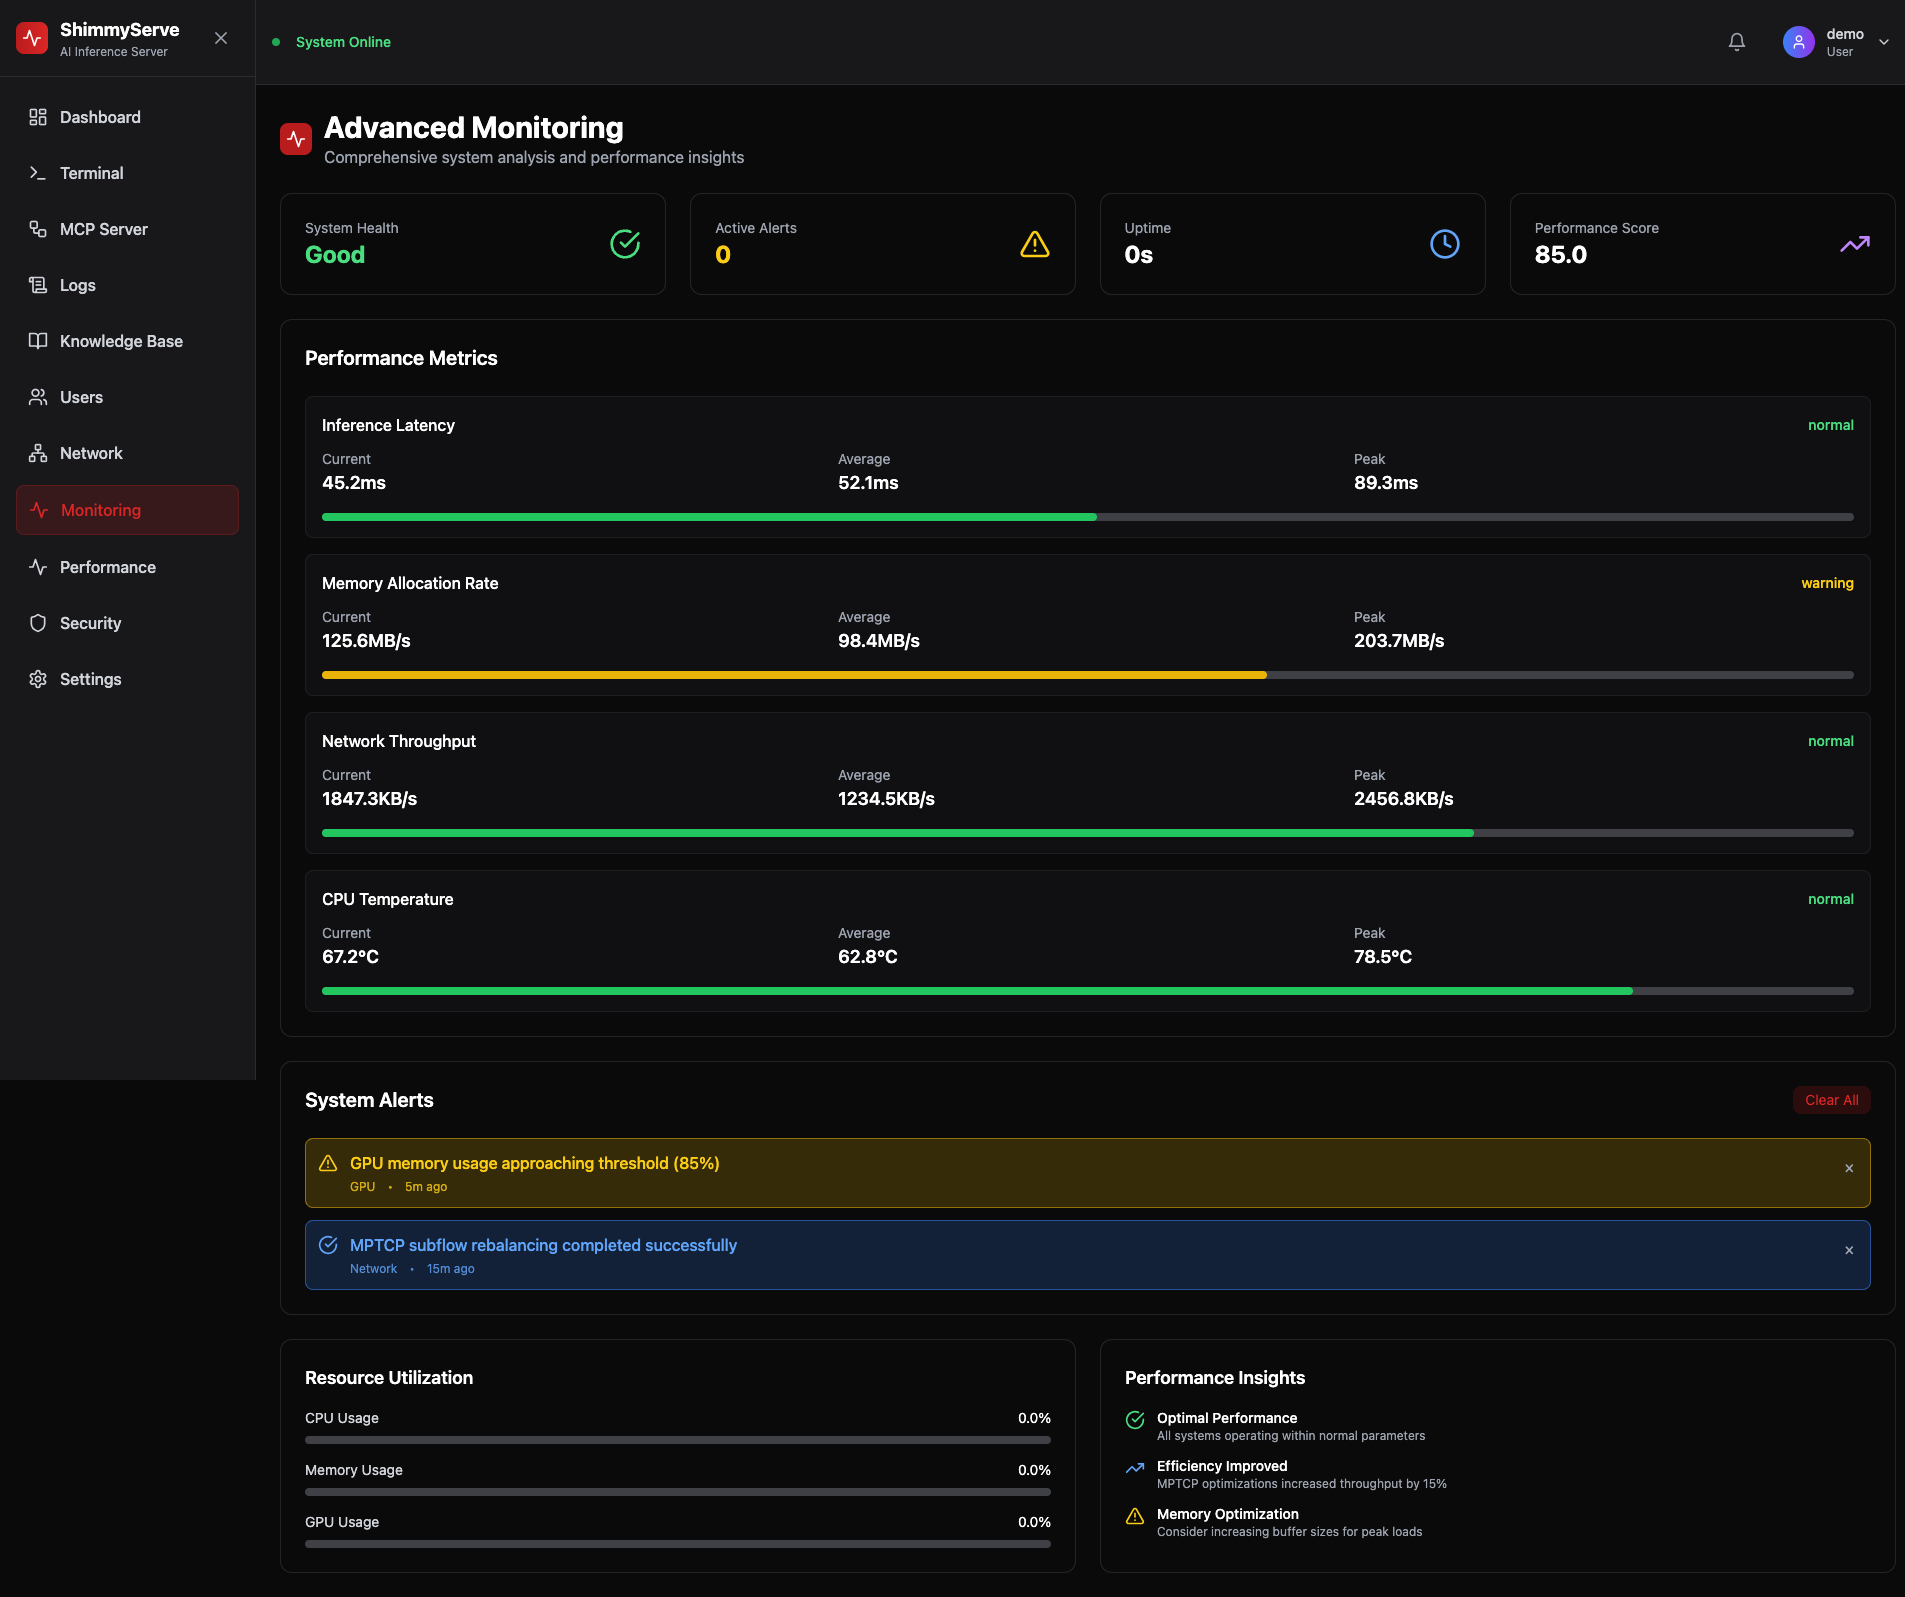 ShimmyServe
AI Inference Server
System Online
demo
User
Dashboard
Terminal
MCP Server
Logs
Knowledge Base
Users
Network
Monitoring
Performance
Security
Settings
Advanced Monitoring
Comprehensive system analysis and performance insights
System Health
Good
Active Alerts
0
Uptime
0s
Performance Score
85.0
Performance Metrics
Inference Latency normal
Current Average Peak
45.2ms 52.1ms 89.3ms
Memory Allocation Rate warning
Current Average Peak
125.6MB/s 98.4MB/s 203.7MB/s
Network Throughput normal
Current Average Peak
1847.3KB/s 1234.5KB/s 2456.8KB/s
CPU Temperature normal
Current Average Peak
67.2°C 62.8°C 78.5°C
System Alerts Clear All
GPU memory usage approaching threshold (85%) ×
GPU • 5m ago
MPTCP subflow rebalancing completed successfully ×
Network • 15m ago
Resource Utilization
CPU Usage 0.0%
Memory Usage 0.0%
GPU Usage 0.0%
Performance Insights
Optimal Performance
All systems operating within normal parameters
Efficiency Improved
MPTCP optimizations increased throughput by 15%
Memory Optimization
Consider increasing buffer sizes for peak loads